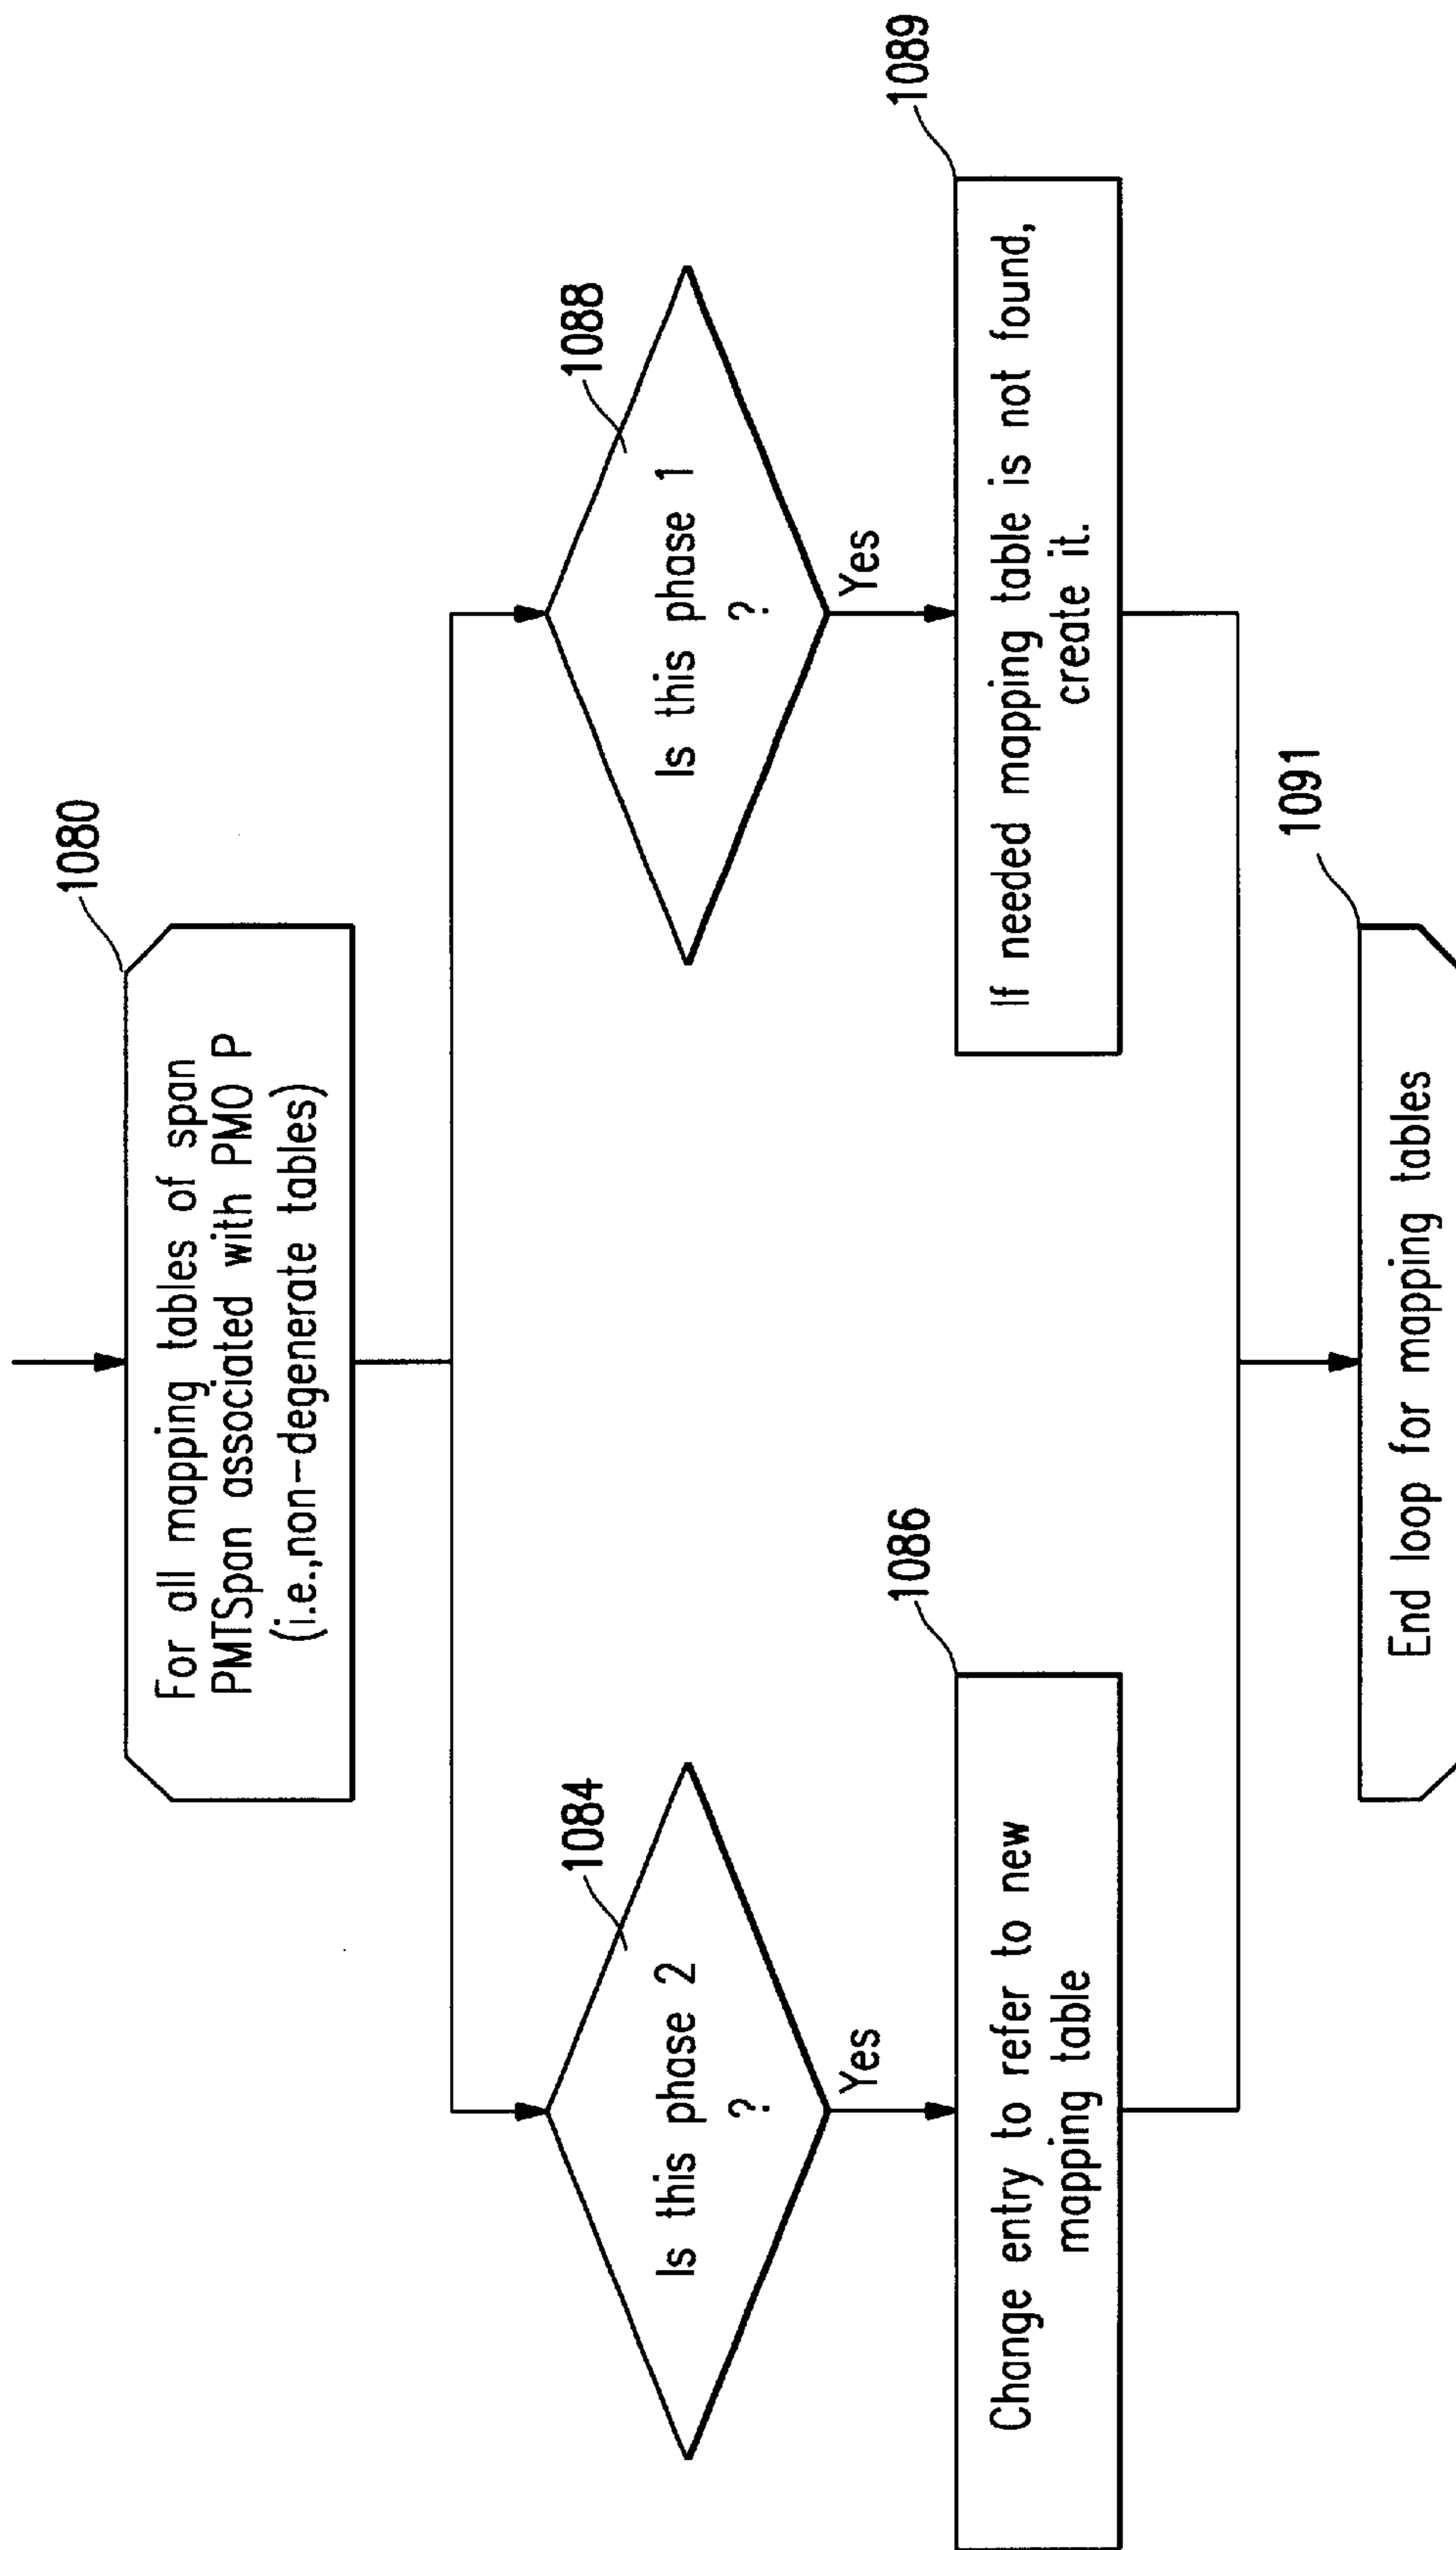 1080
For all mapping tables of span
PMTSpan associated with PMO P
(i.e.,non-degenerate tables)
1084
Is this phase 2
?
Yes
1088
Is this phase 1
?
Yes
1086
Change entry to refer to new
mapping table
1089
If needed mapping table is not found,
create it.
1091
End loop for mapping tables